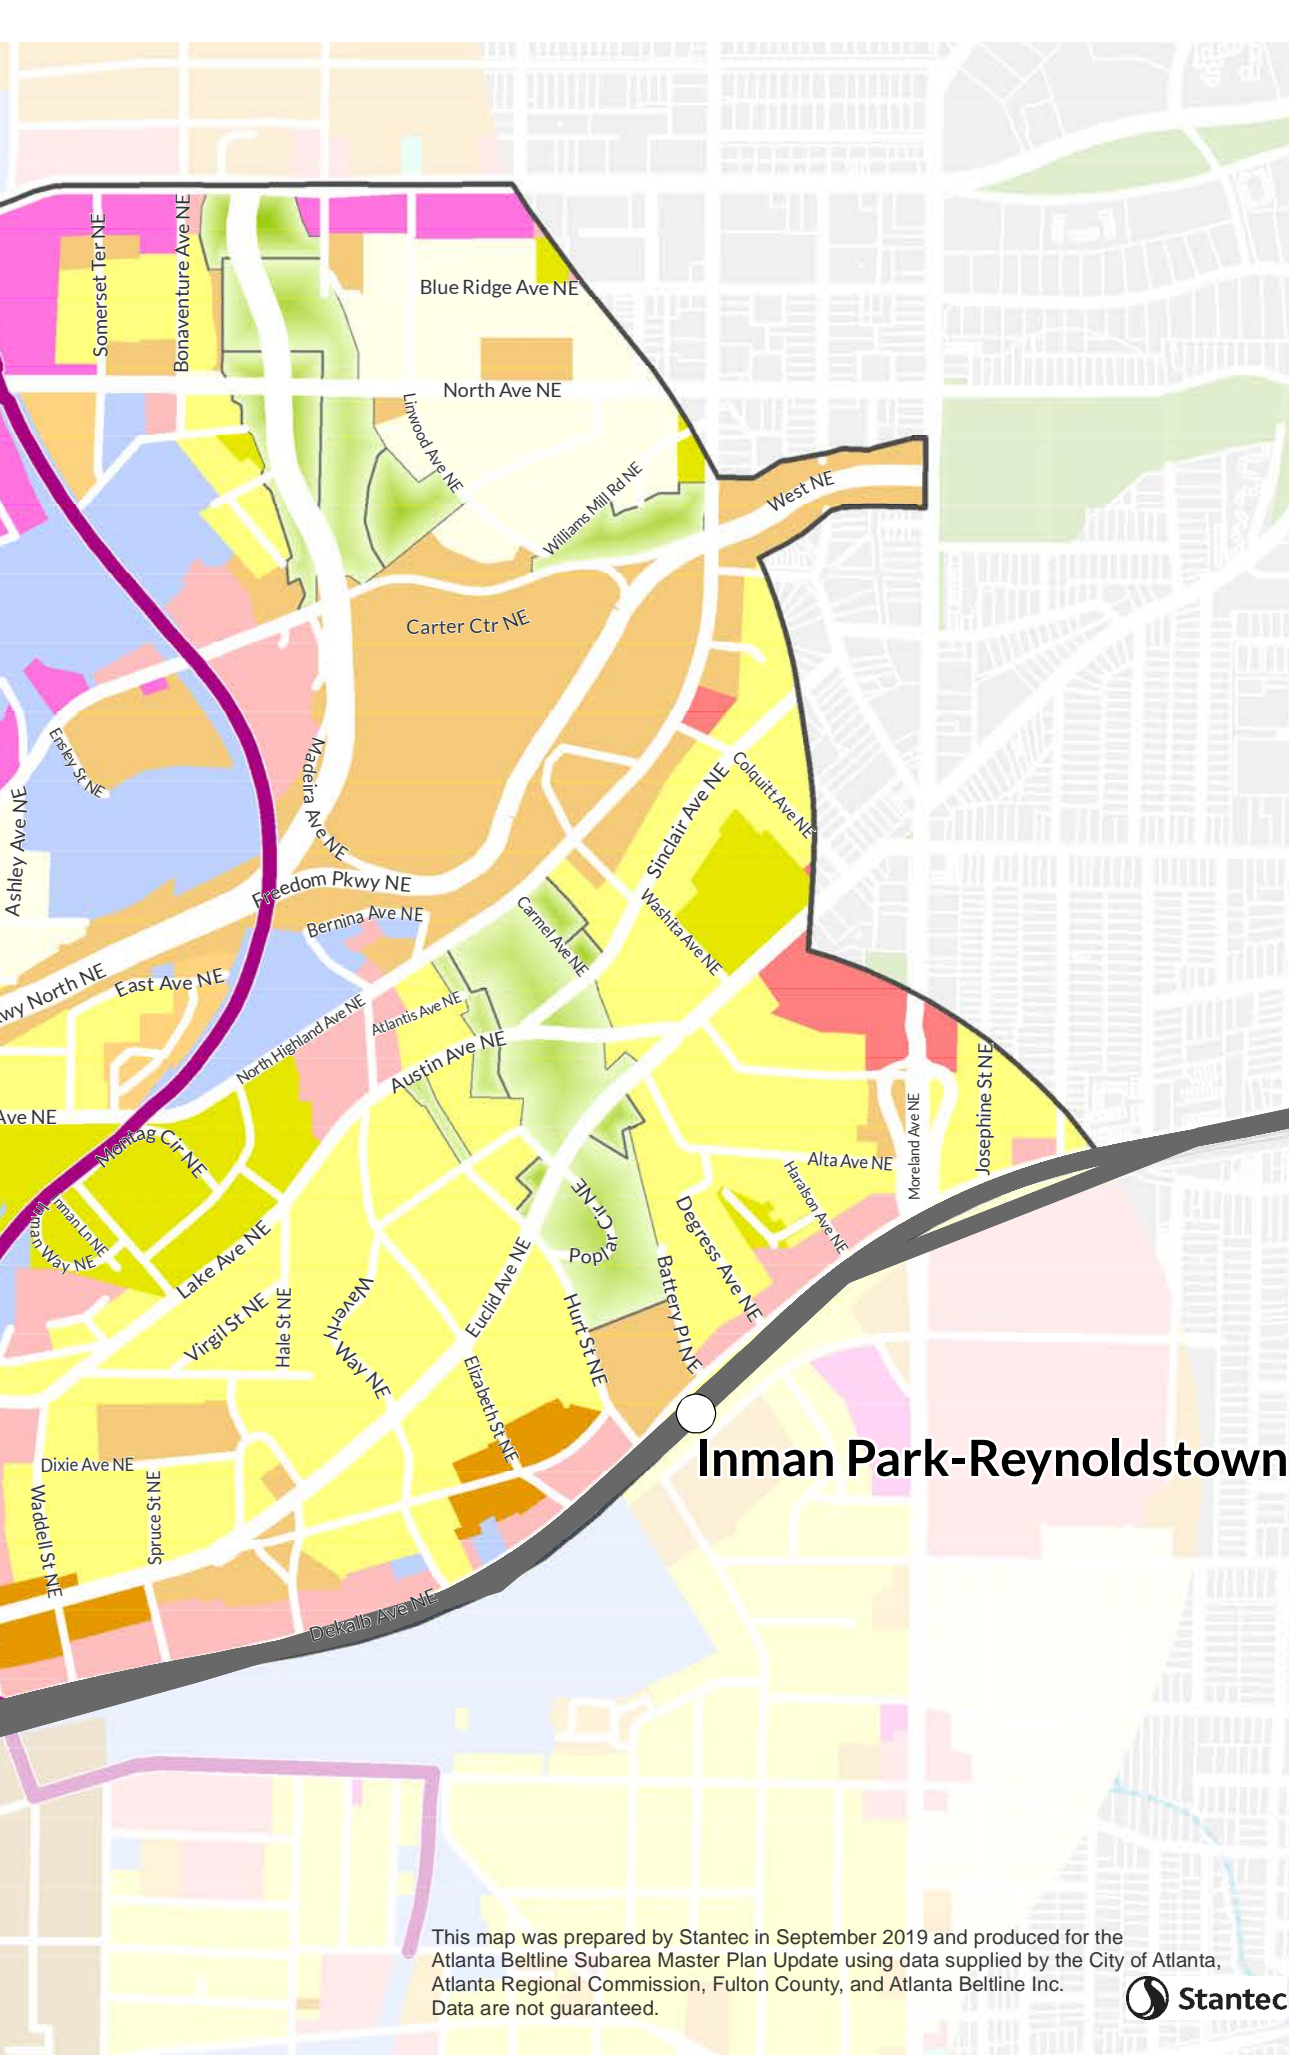 Somerset Ter NE
Bonaventure Ave NE
Blue Ridge Ave NE
North Ave NE
Linwood Ave NE
Williams Mill Rd NE
West NE
Carter Ctr NE
Ensley St NE
Madeira Ave NE
Ashley Ave NE
Colquitt Ave NE
Sinclair Ave NE
Freedom Pkwy NE
Bernina Ave NE
Carmel Ave NE
Washita Ave NE
wy North NE
East Ave NE
North Highland Ave NE
Atlantis Ave NE
Austin Ave NE
Ave NE
Montag Cir NE
Josephine St NE
Moreland Ave NE
Alta Ave NE
Haralson Ave NE
Inman Ln NE
Inman Way NE
Lake Ave NE
Poplar Cir NE
Degress Ave NE
Battery Pl NE
Euclid Ave NE
Virgil St NE
Hale St NE
Waverly Way NE
Hurt St NE
Elizabeth St NE
Inman Park-Reynoldstown
Dixie Ave NE
Waddell St NE
Spruce St NE
Dekalb Ave NE
This map was prepared by Stantec in September 2019 and produced for the
Atlanta Beltline Subarea Master Plan Update using data supplied by the City of Atlanta,
Atlanta Regional Commission, Fulton County, and Atlanta Beltline Inc.
Data are not guaranteed.
Stantec